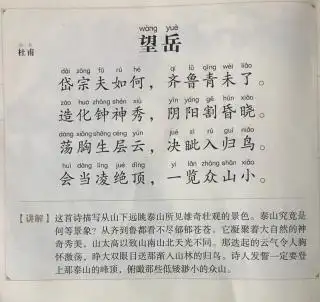 wàng yuè
望岳
杜甫
dài zōng fū rú hé qí lǔ qīng wèi liǎo
岱宗夫如何，齐鲁青未了。
zào huà zhōng shén xiù yīn yáng gē hūn xiǎo
造化钟神秀，阴阳割昏晓。
dàng xiōng shēng céng yún jué zì rù guī niǎo
荡胸生层云，决眦入归鸟。
huì dāng líng jué dǐng yì lǎn zhòng shān xiǎo
会当凌绝顶，一览众山小。
【讲解】这首诗描写从山下远眺泰山所见雄奇壮观的景色。泰山究竟是
何等景象？从齐到鲁都看不尽郁郁苍苍。它凝聚着大自然的神
奇秀美，山太高以致山南山北天光不同。那迭起的云气令人胸
怀激荡，睁大双眼目送那渐入山林的归鸟。诗人发誓一定要登
上那泰山的峰顶，俯瞰那些低矮渺小的众山。